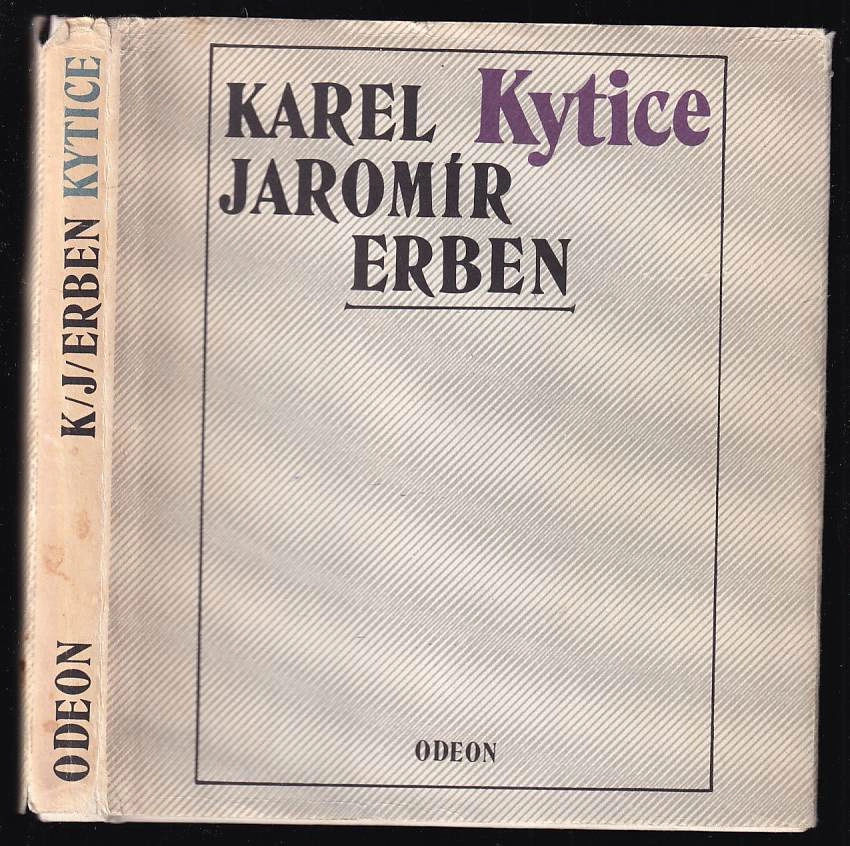 KAREL Kytice
JAROMÍR
ERBEN
ODEON
K/J/ERBEN KYTICE
ODEON